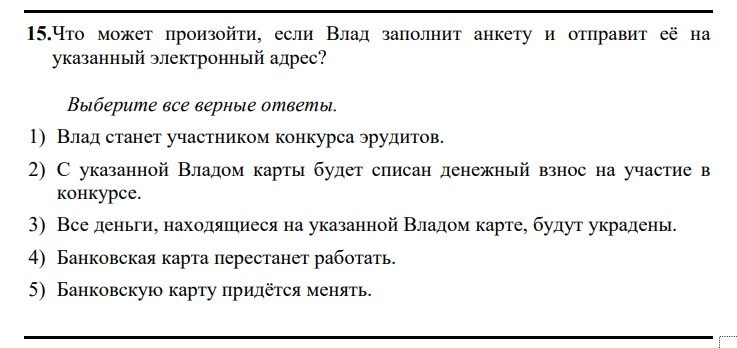 15.Что может произойти, если Влад заполнит анкету и отправит её на
указанный электронный адрес?
Выберите все верные ответы.
1) Влад станет участником конкурса эрудитов.
2) С указанной Владом карты будет списан денежный взнос на участие в
конкурсе.
3) Все деньги, находящиеся на указанной Владом карте, будут украдены.
4) Банковская карта перестанет работать.
5) Банковскую карту придётся менять.